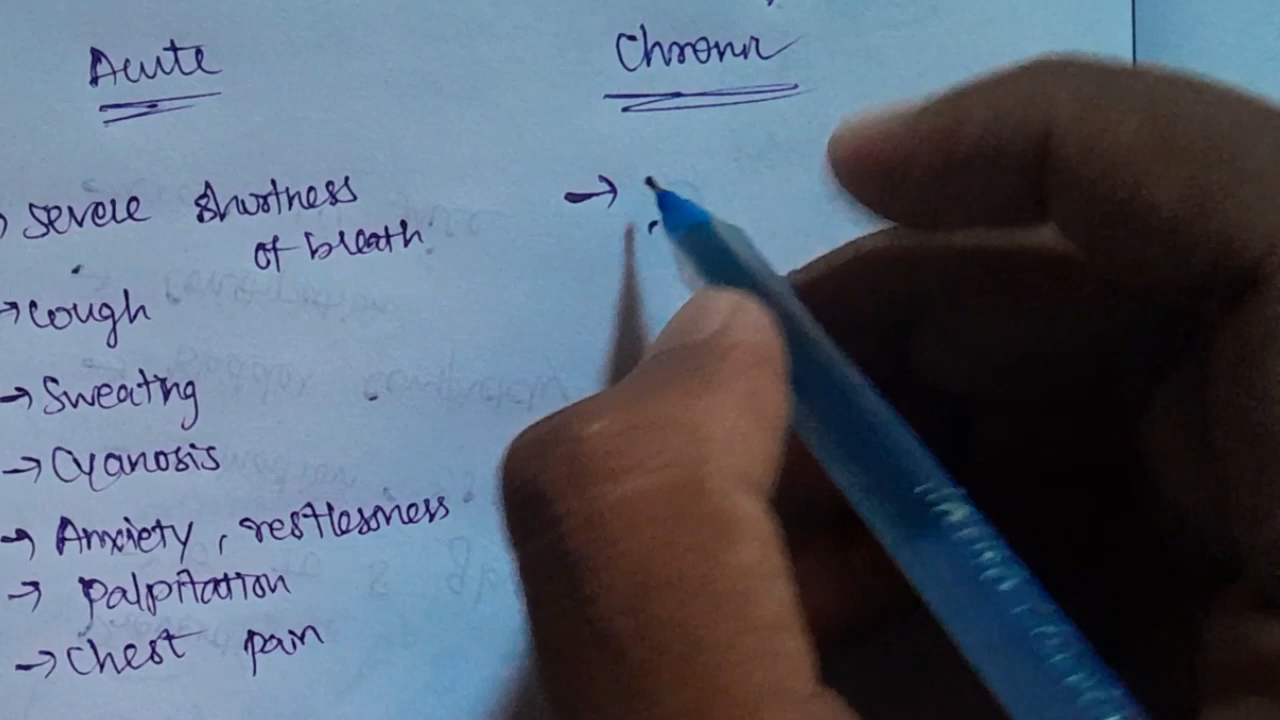 Acute
Chronic
→ severe shortness
of breath
→ cough
→ Sweating
→ Cyanosis
→ Anxiety, restlessness
→ palpitation
→ chest pain
→